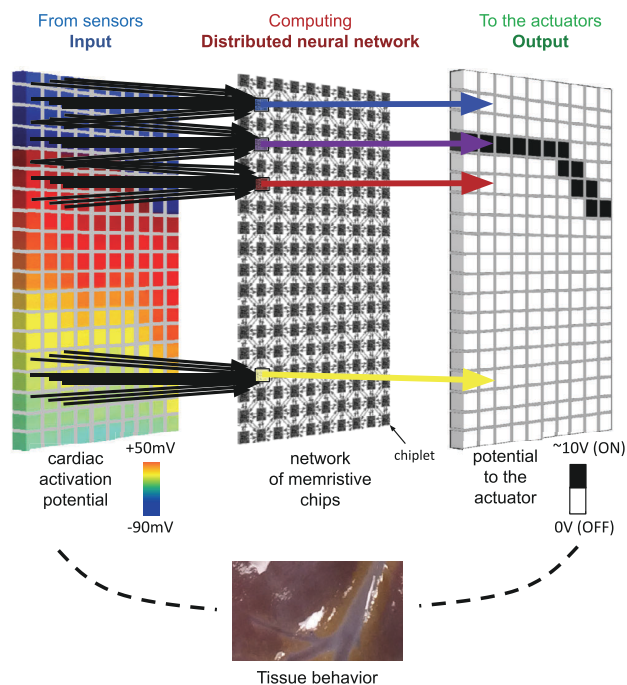 From sensors
Input
Computing
Distributed neural network
To the actuators
Output
cardiac
activation
potential
+50mV
-90mV
network
of memristive
chips
chiplet
potential
to the
actuator
~10V (ON)
0V (OFF)
Tissue behavior